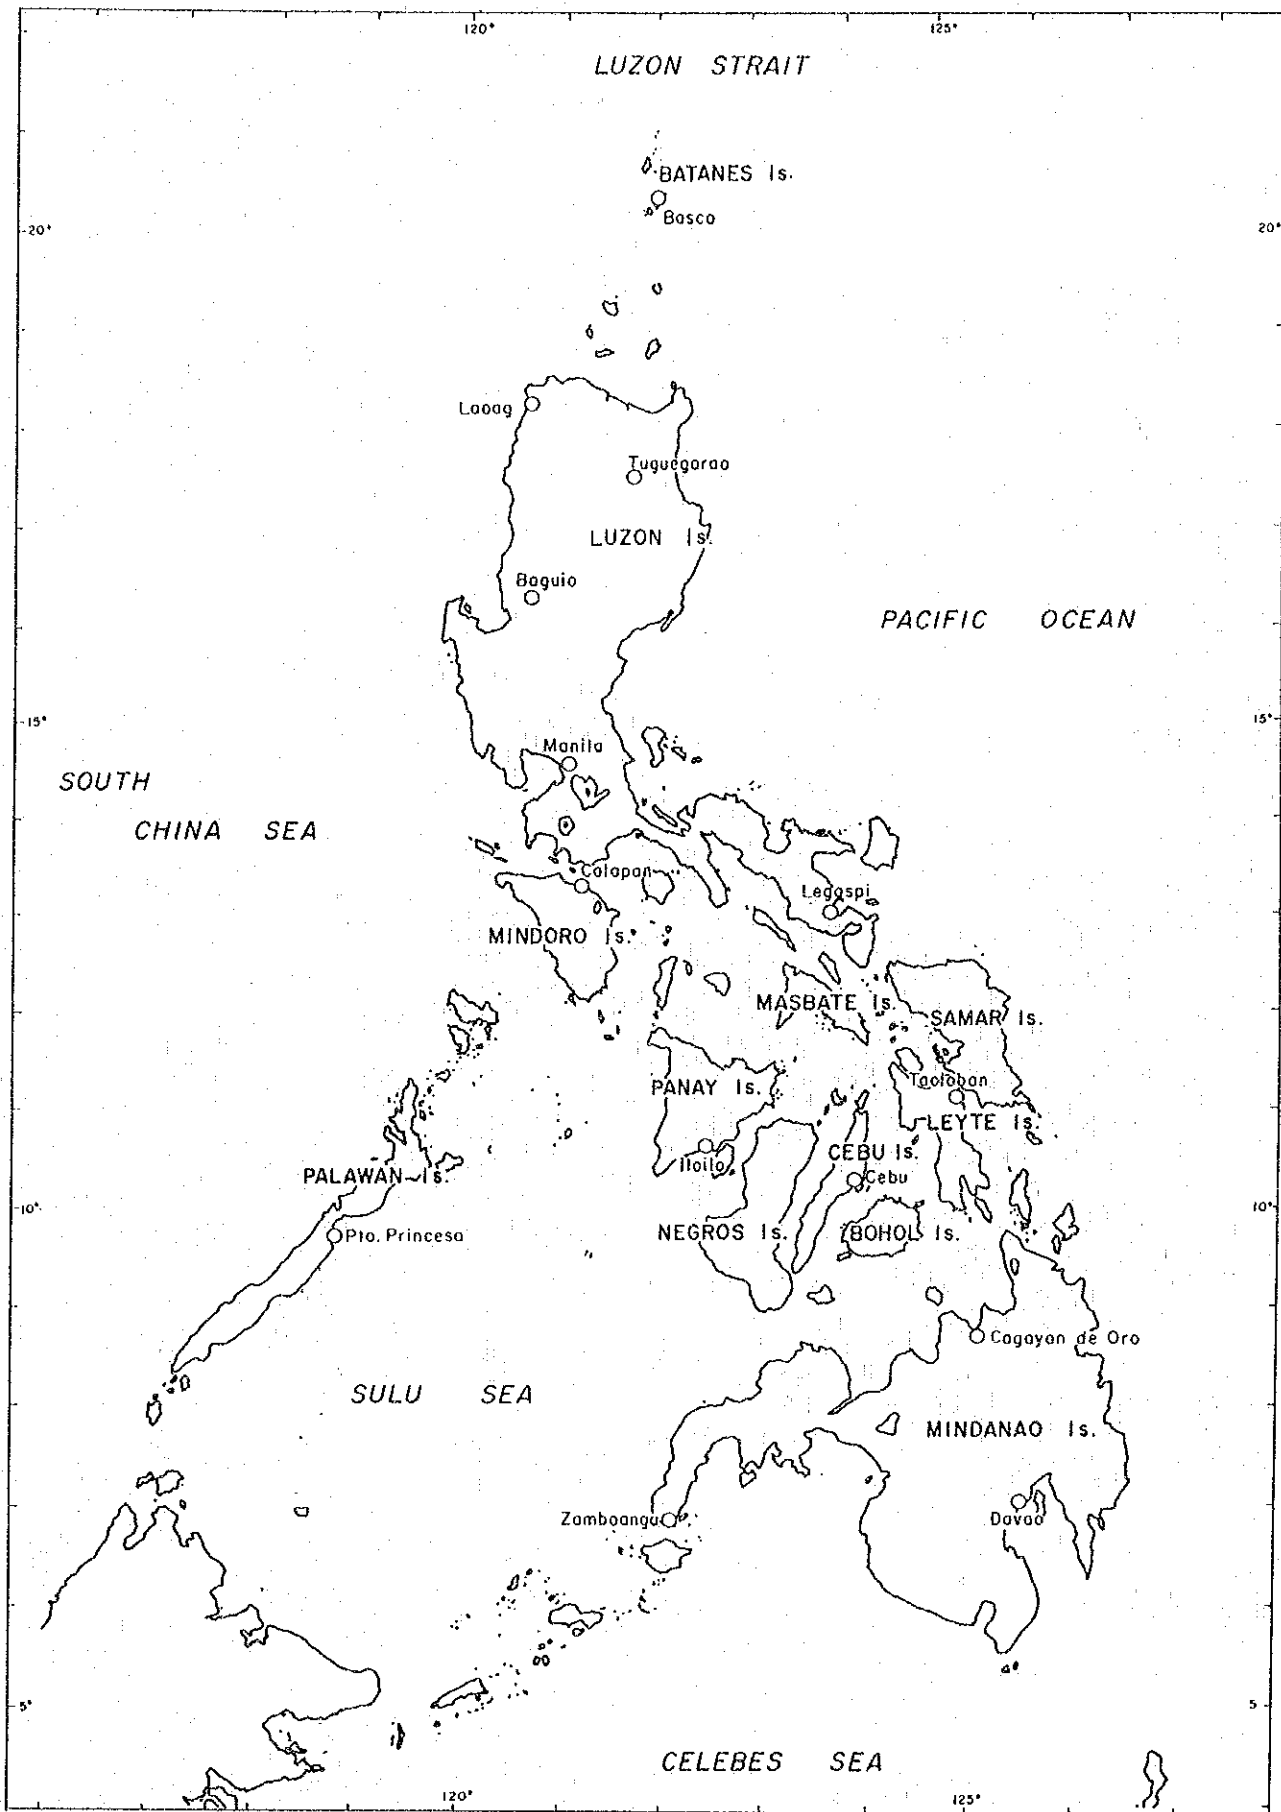 120°
125°
LUZON STRAIT
BATANES Is.
Basco
20°
20°
Laoag
Tuguegarao
LUZON Is.
Baguio
PACIFIC OCEAN
15°
15°
Manila
SOUTH
CHINA SEA
Calapan
Legaspi
MINDORO Is.
MASBATE Is.
SAMAR Is.
Tacloban
PANAY Is.
LEYTE Is.
CEBU Is.
Iloilo
Cebu
PALAWAN Is.
10°
10°
Pto. Princesa
NEGROS Is.
BOHOL Is.
Cagayan de Oro
SULU SEA
MINDANAO Is.
Zamboanga
Davao
5°
5
CELEBES SEA
120°
125°